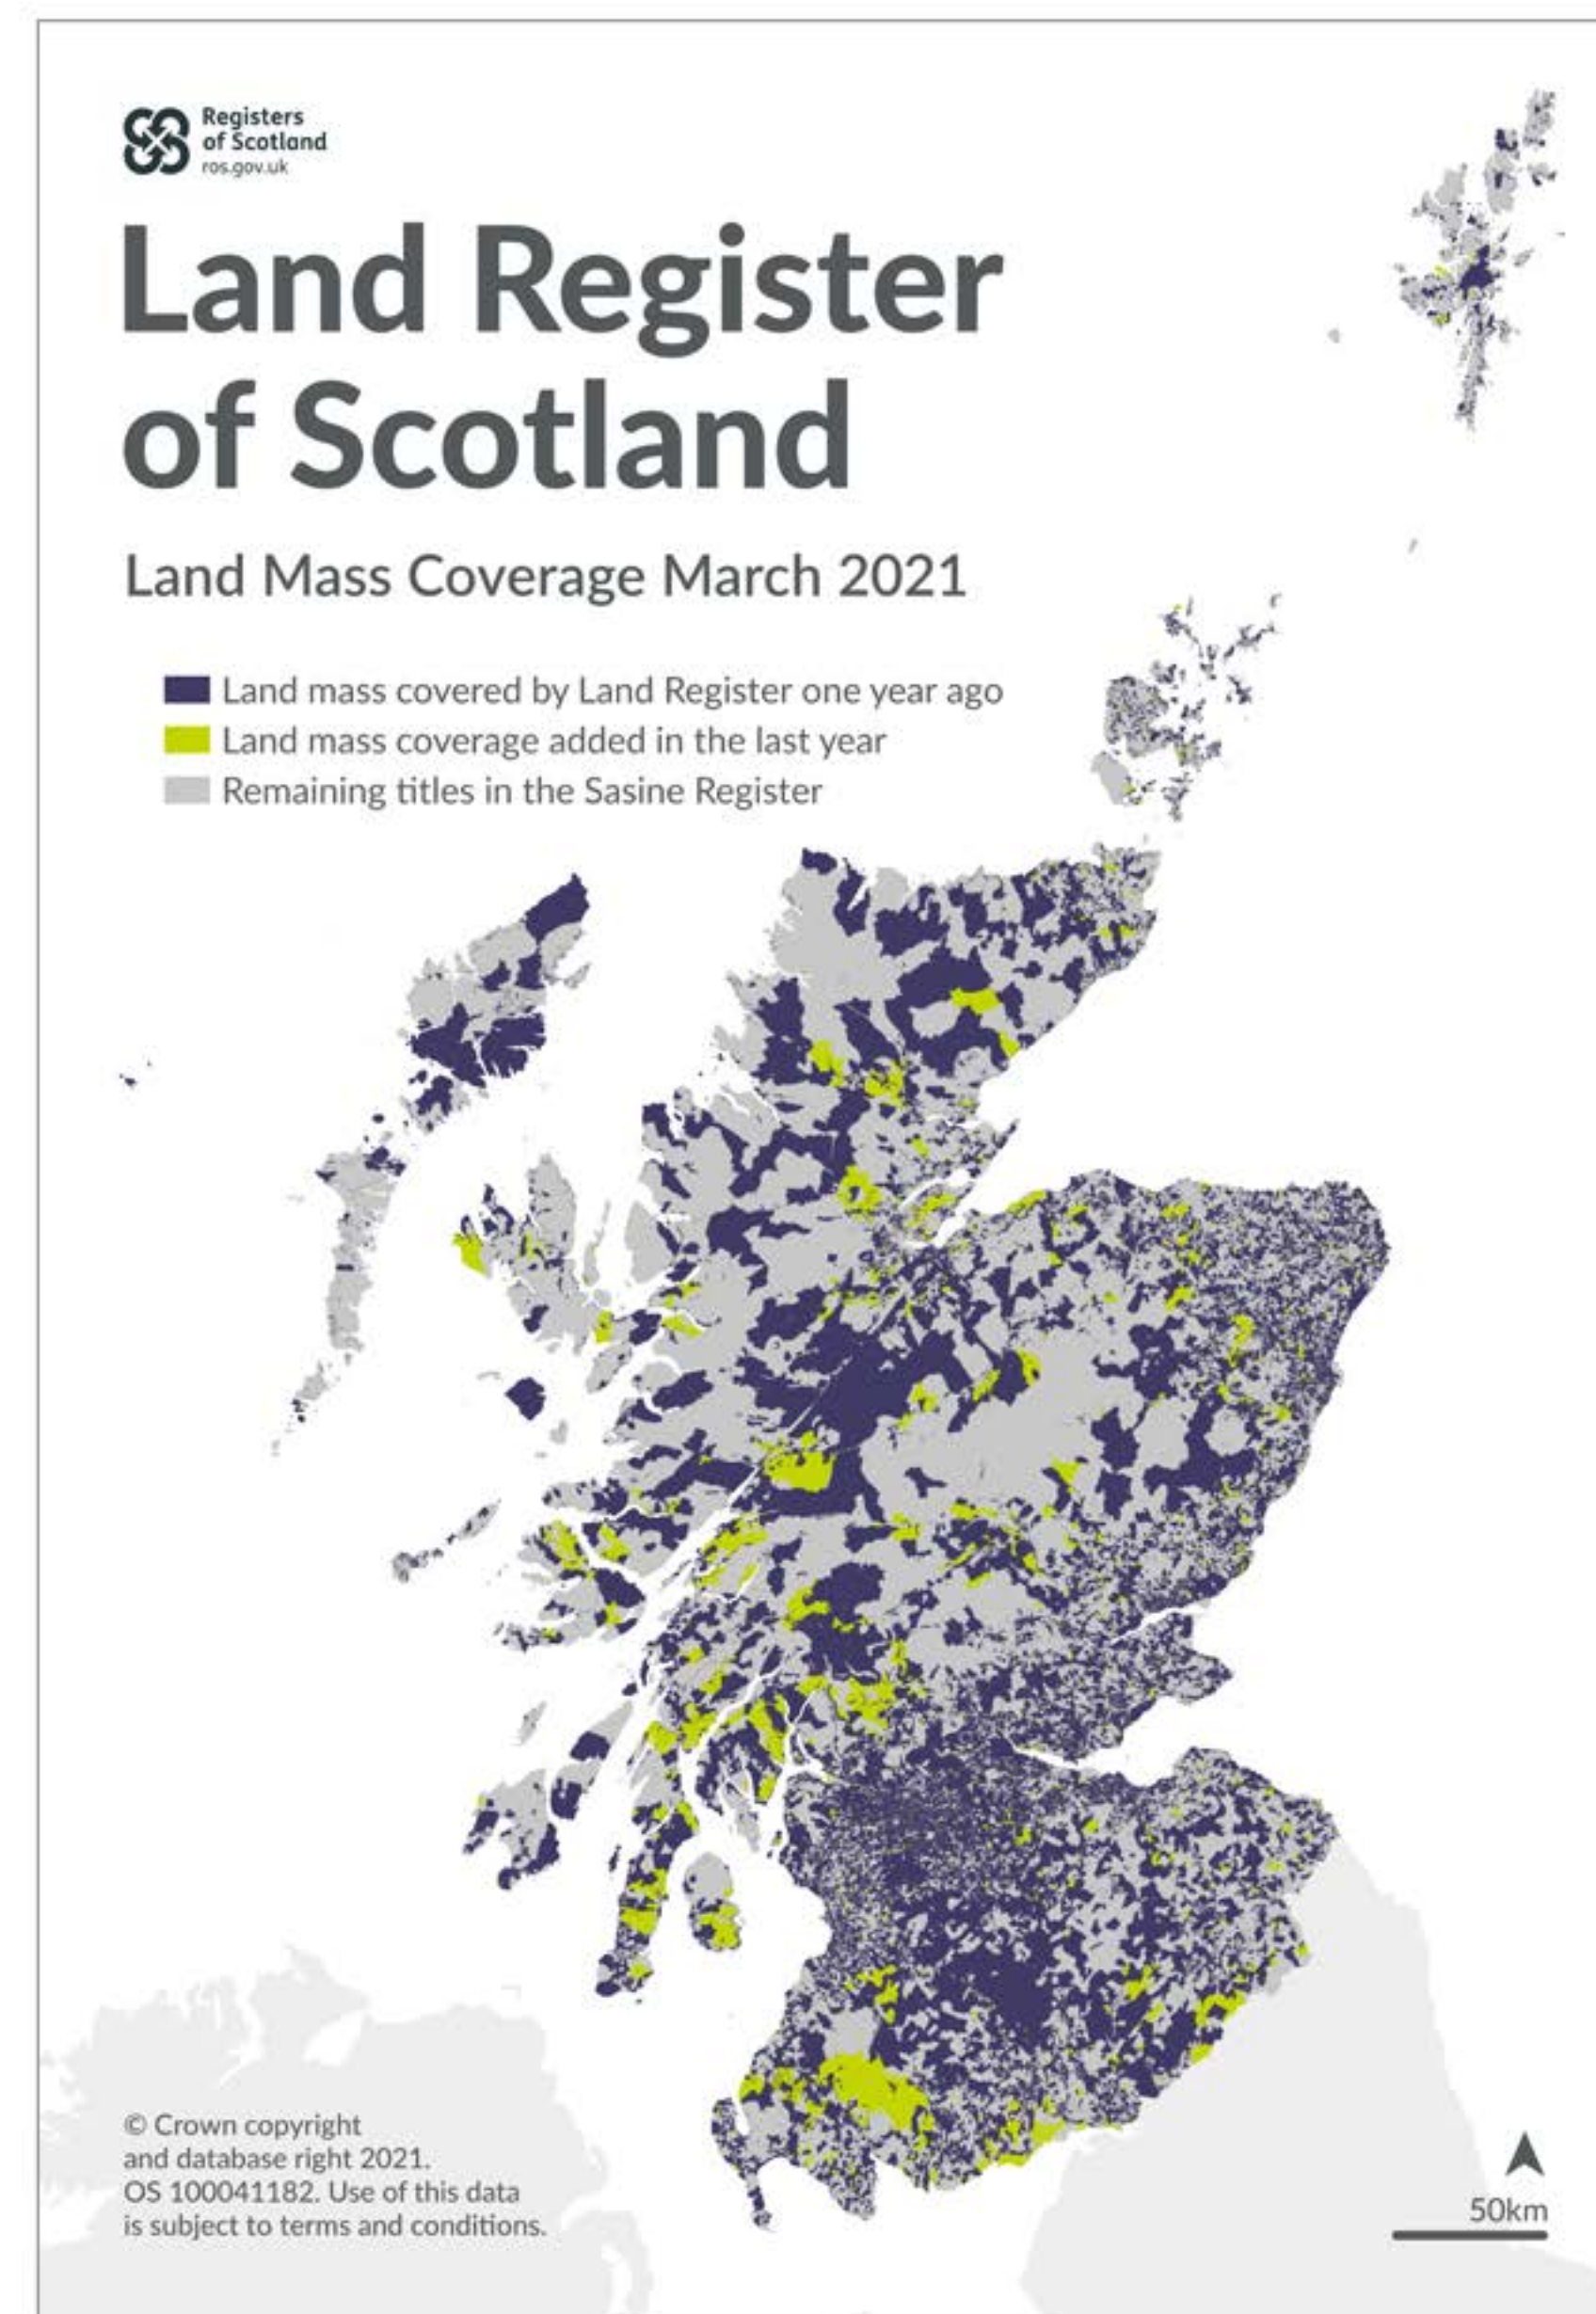 Registers
of Scotland
ros.gov.uk
Land Register
of Scotland
Land Mass Coverage March 2021
Land mass covered by Land Register one year ago
Land mass coverage added in the last year
Remaining titles in the Sasine Register
© Crown copyright
and database right 2021.
OS 100041182. Use of this data
is subject to terms and conditions.
50km